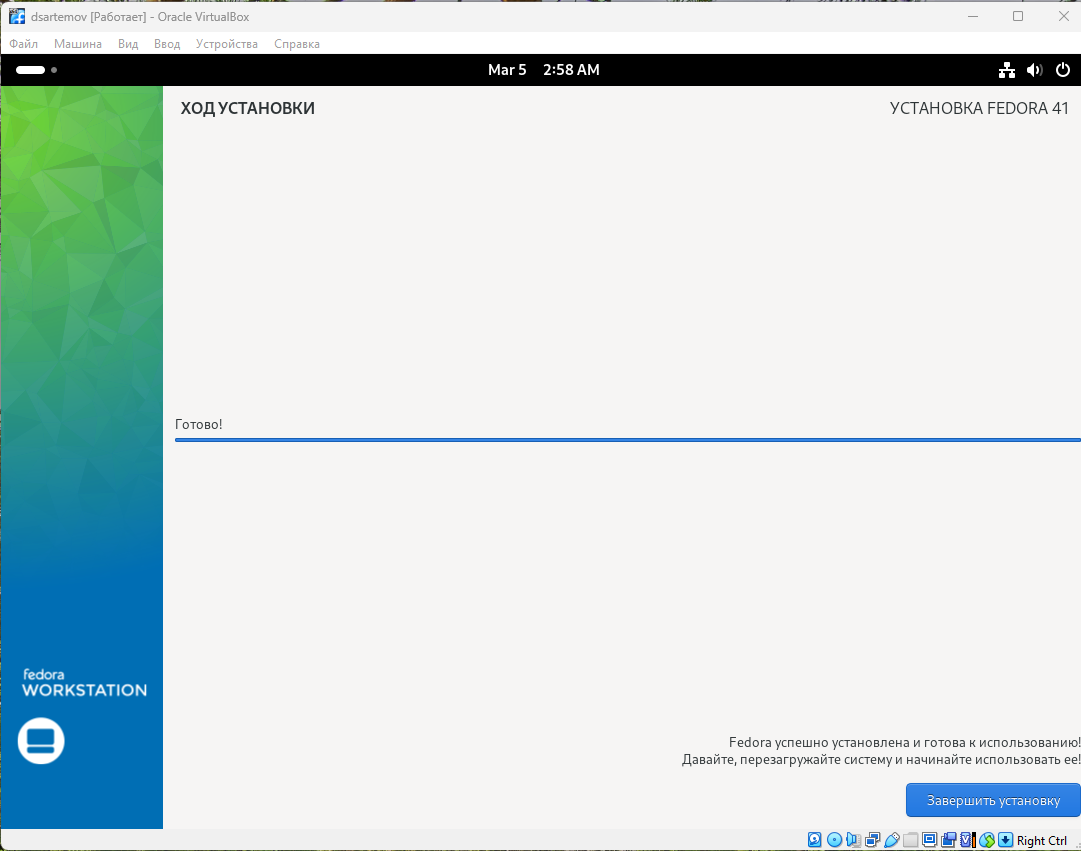 dsartemov [Работает] - Oracle VirtualBox
Файл Машина Вид Ввод Устройства Справка
Mar 5 2:58 AM
ХОД УСТАНОВКИ
УСТАНОВКА FEDORA 41
Готово!
fedora
WORKSTATION
Fedora успешно установлена и готова к использованию!
Давайте, перезагружайте систему и начинайте использовать ее!
Завершить установку
Right Ctrl